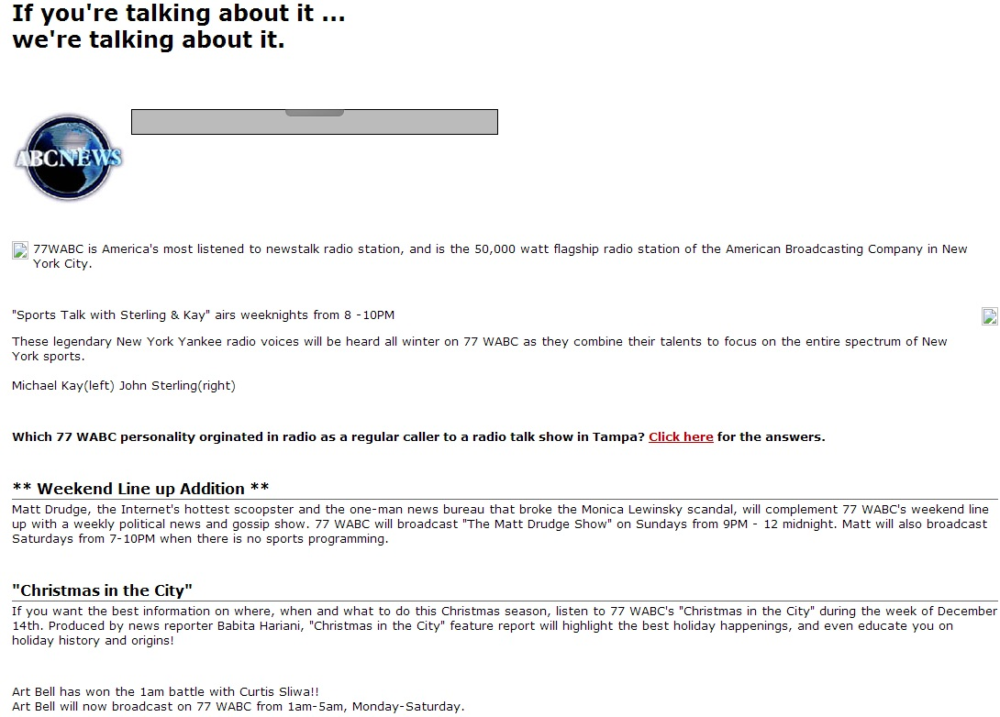 If you're talking about it ...
we're talking about it.
ABCNEWS
77WABC is America's most listened to newstalk radio station, and is the 50,000 watt flagship radio station of the American Broadcasting Company in New
York City.
"Sports Talk with Sterling & Kay" airs weeknights from 8 -10PM
These legendary New York Yankee radio voices will be heard all winter on 77 WABC as they combine their talents to focus on the entire spectrum of New
York sports.
Michael Kay(left) John Sterling(right)
Which 77 WABC personality orginated in radio as a regular caller to a radio talk show in Tampa? Click here for the answers.
** Weekend Line up Addition **
Matt Drudge, the Internet's hottest scoopster and the one-man news bureau that broke the Monica Lewinsky scandal, will complement 77 WABC's weekend line
up with a weekly political news and gossip show. 77 WABC will broadcast "The Matt Drudge Show" on Sundays from 9PM - 12 midnight. Matt will also broadcast
Saturdays from 7-10PM when there is no sports programming.
"Christmas in the City"
If you want the best information on where, when and what to do this Christmas season, listen to 77 WABC's "Christmas in the City" during the week of December
14th. Produced by news reporter Babita Hariani, "Christmas in the City" feature report will highlight the best holiday happenings, and even educate you on
holiday history and origins!
Art Bell has won the 1am battle with Curtis Sliwa!!
Art Bell will now broadcast on 77 WABC from 1am-5am, Monday-Saturday.